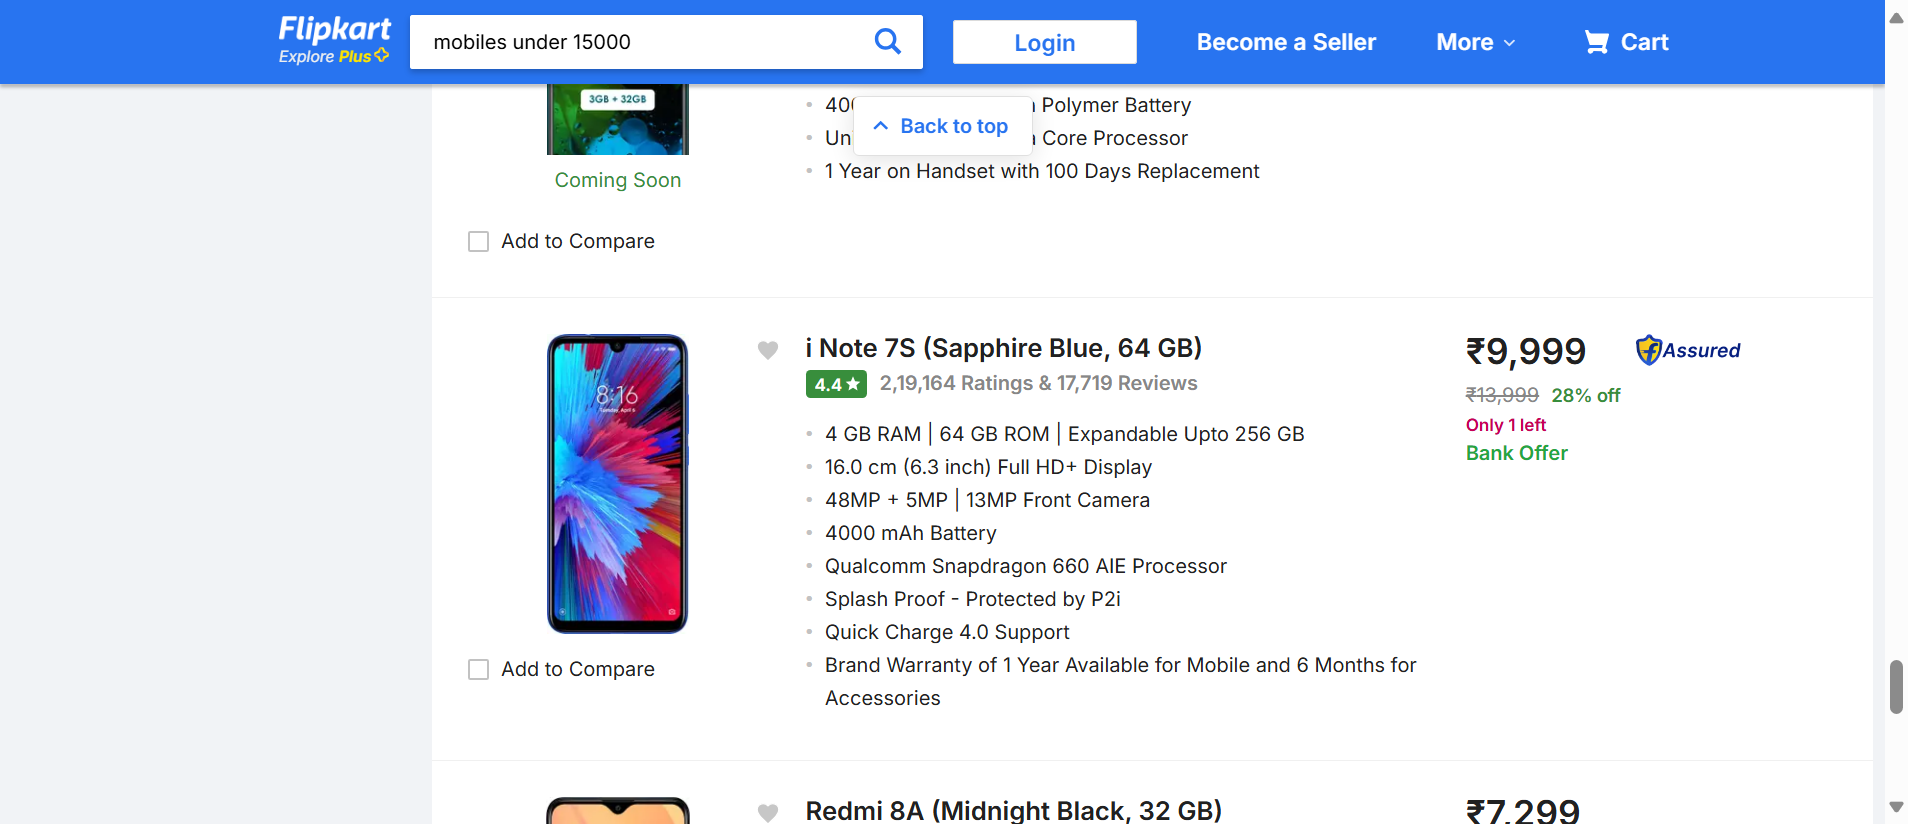 Flipkart
Explore Plus
mobiles under 15000
Login
Become a Seller
More
Cart
3GB + 32GB
Coming Soon
Add to Compare
Polymer Battery
Core Processor
Back to top
1 Year on Handset with 100 Days Replacement
8:16
i Note 7S (Sapphire Blue, 64 GB)
4.4 ★ 2,19,164 Ratings & 17,719 Reviews
4 GB RAM | 64 GB ROM | Expandable Upto 256 GB
16.0 cm (6.3 inch) Full HD+ Display
48MP + 5MP | 13MP Front Camera
4000 mAh Battery
Qualcomm Snapdragon 660 AIE Processor
Splash Proof - Protected by P2i
Quick Charge 4.0 Support
Brand Warranty of 1 Year Available for Mobile and 6 Months for
Accessories
₹9,999
Assured
₹13,999 28% off
Only 1 left
Bank Offer
Add to Compare
Redmi 8A (Midnight Black, 32 GB)
₹7,299